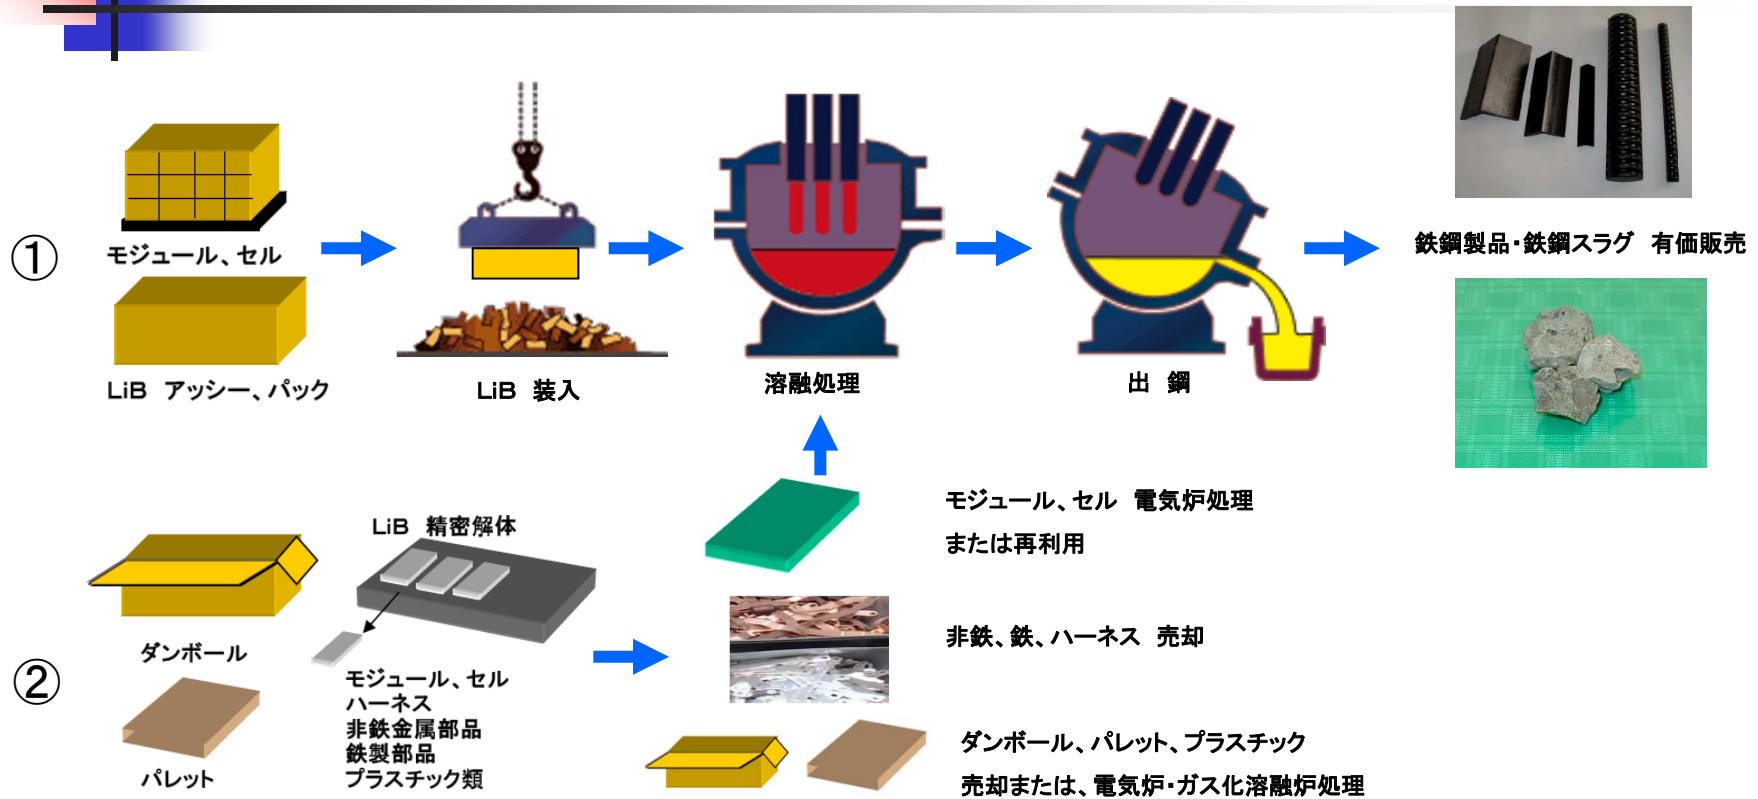 ①
モジュール、セル
LiB アッシー、パック
LiB 装入
溶融処理
出 鋼
鉄鋼製品・鉄鋼スラグ 有価販売
②
ダンボール
パレット
LiB 精密解体
モジュール、セル
ハーネス
非鉄金属部品
鉄製部品
プラスチック類
モジュール、セル 電気炉処理
または再利用
非鉄、鉄、ハーネス 売却
ダンボール、パレット、プラスチック
売却または、電気炉・ガス化溶融炉処理